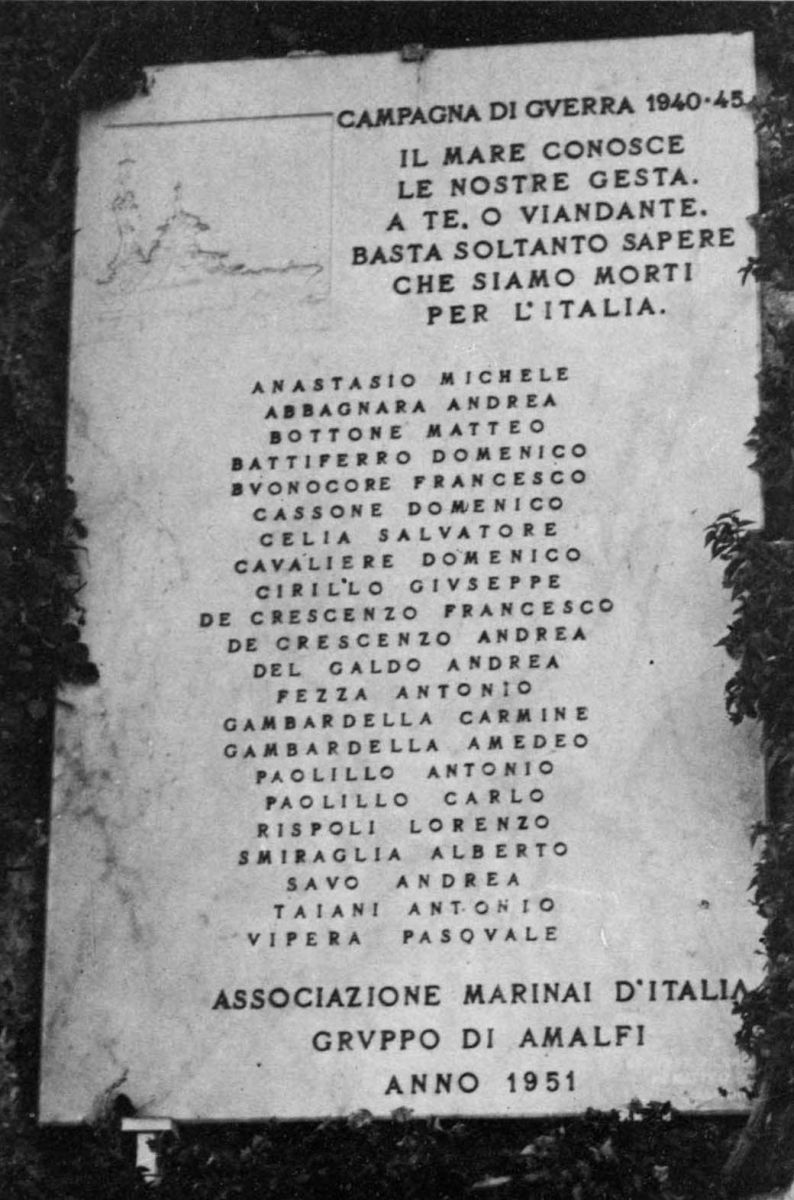 CAMPAGNA DI GVERRA 1940·45
IL MARE CONOSCE
LE NOSTRE GESTA.
A TE, O VIANDANTE,
BASTA SOLTANTO SAPERE
CHE SIAMO MORTI
PER L'ITALIA.
ANASTASIO MICHELE
ABBAGNARA ANDREA
BOTTONE MATTEO
BATTIFERRO DOMENICO
BVONOCORE FRANCESCO
CASSONE DOMENICO
CELIA SALVATORE
CAVALIERE DOMENICO
CIRILLO GIVSEPPE
DE CRESCENZO FRANCESCO
DE CRESCENZO ANDREA
DEL GALDO ANDREA
FEZZA ANTONIO
GAMBARDELLA CARMINE
GAMBARDELLA AMEDEO
PAOLILLO ANTONIO
PAOLILLO CARLO
RISPOLI LORENZO
SMIRAGLIA ALBERTO
SAVO ANDREA
TAIANI ANTONIO
VIPERA PASQVALE
ASSOCIAZIONE MARINAI D'ITALIA
GRVPPO DI AMALFI
ANNO 1951